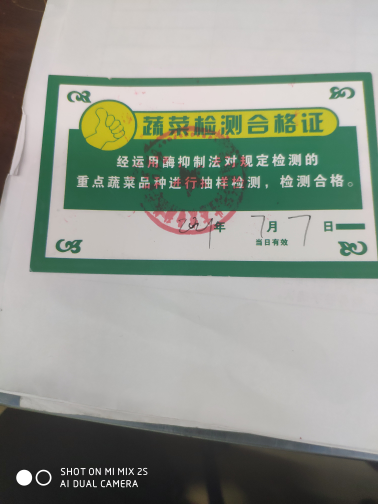 蔬菜检测合格证
经运用酶抑制法对规定检测的
重点蔬菜品种进行抽样检测，检测合格。
年 7月7日
当日有效
SHOT ON MI MIX 2S
AI DUAL CAMERA